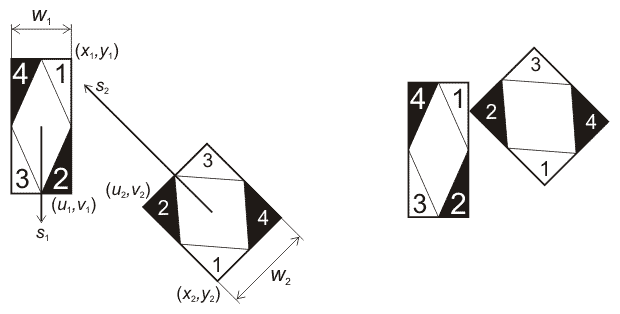 w₁
(x₁,y₁)
4 1
3 2
(u₁,v₁)
s₁
s₂
3
(u₂,v₂)
2 4
1
(x₂,y₂)
w₂
4 1
3 2
3
2 4
1